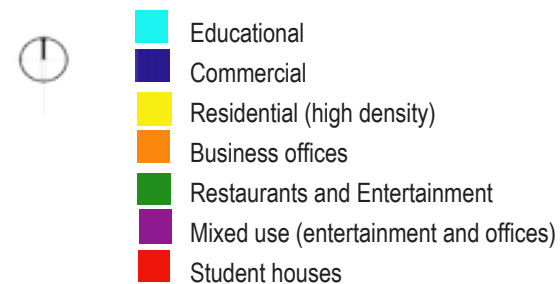 Educational
Commercial
Residential (high density)
Business offices
Restaurants and Entertainment
Mixed use (entertainment and offices)
Student houses